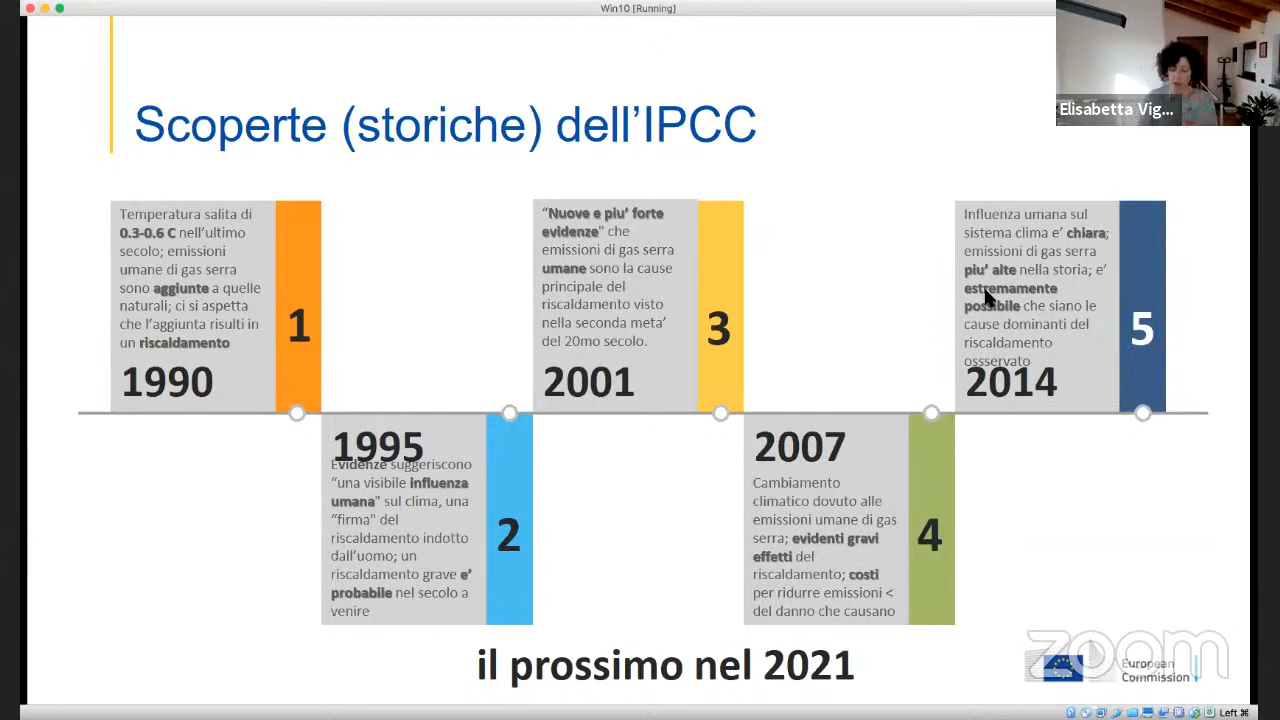 Win10 [Running]
Elisabetta Vig...
Scoperte (storiche) dell’IPCC
Temperatura salita di
0.3-0.6 C nell’ultimo
secolo; emissioni
umane di gas serra
sono aggiunte a quelle
naturali; ci si aspetta
che l’aggiunta risulti in
un riscaldamento
1990
1
1995
Evidenze suggeriscono
“una visibile influenza
umana" sul clima, una
“firma" del
riscaldamento indotto
dall’uomo; un
riscaldamento grave e’
probabile nel secolo a
venire
2
“Nuove e piu’ forte
evidenze" che
emissioni di gas serra
umane sono la cause
principale del
riscaldamento visto
nella seconda meta’
del 20mo secolo.
2001
3
2007
Cambiamento
climatico dovuto alle
emissioni umane di gas
serra; evidenti gravi
effetti del
riscaldamento; costi
per ridurre emissioni <
del danno che causano
4
Influenza umana sul
sistema clima e’ chiara;
emissioni di gas serra
piu’ alte nella storia; e’
estremamente
possibile che siano le
cause dominanti del
riscaldamento
ossservato
2014
5
il prossimo nel 2021
zoom
European
Commission
Left ⌘